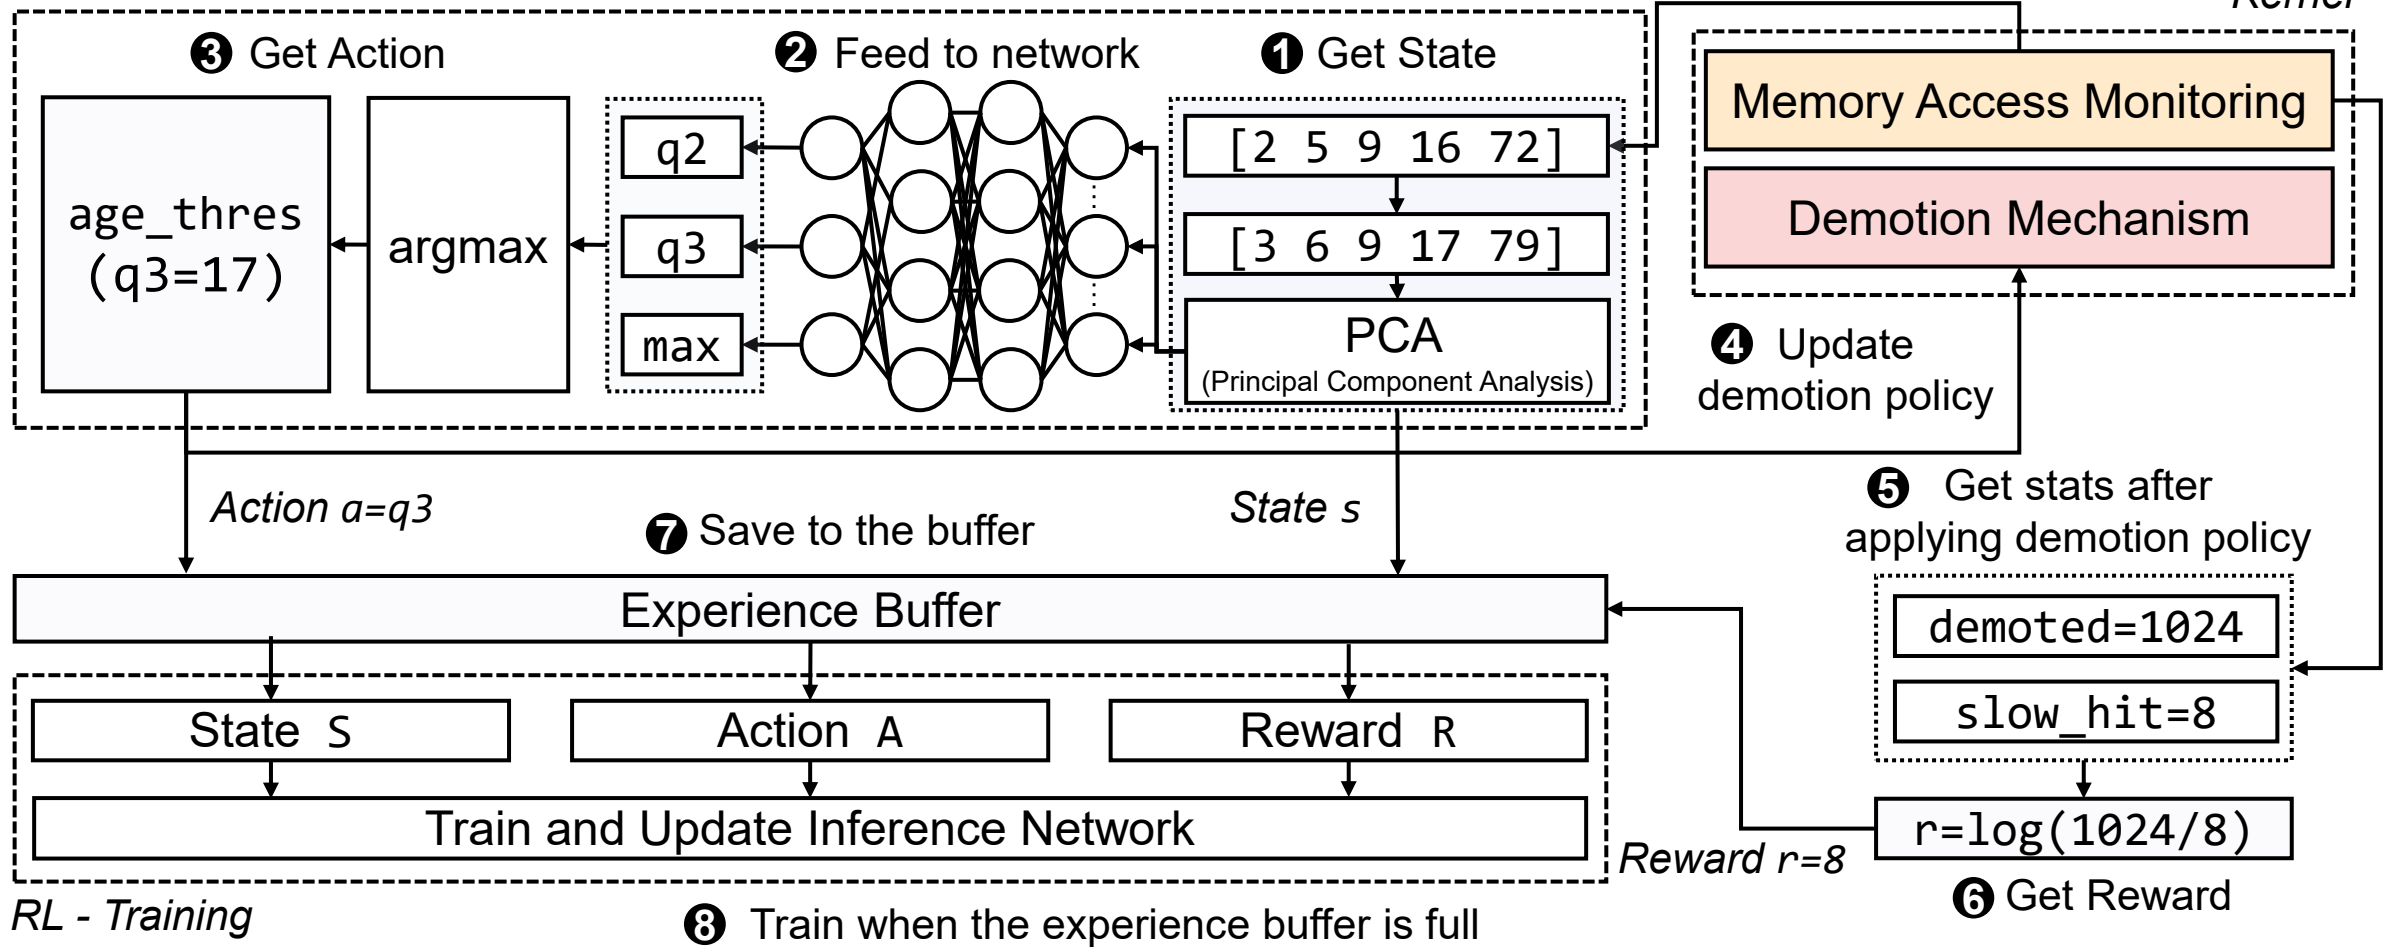 Kernel
❸ Get Action
❷ Feed to network
❶ Get State
age_thres
(q3=17)
argmax
q2
q3
max
[2 5 9 16 72]
[3 6 9 17 79]
PCA
(Principal Component Analysis)
Memory Access Monitoring
Demotion Mechanism
❹ Update
demotion policy
Action a=q3
State s
❺ Get stats after
applying demotion policy
❼ Save to the buffer
Experience Buffer
demoted=1024
slow_hit=8
State S
Action A
Reward R
Train and Update Inference Network
r=log(1024/8)
Reward r=8
❻ Get Reward
RL - Training
❽ Train when the experience buffer is full